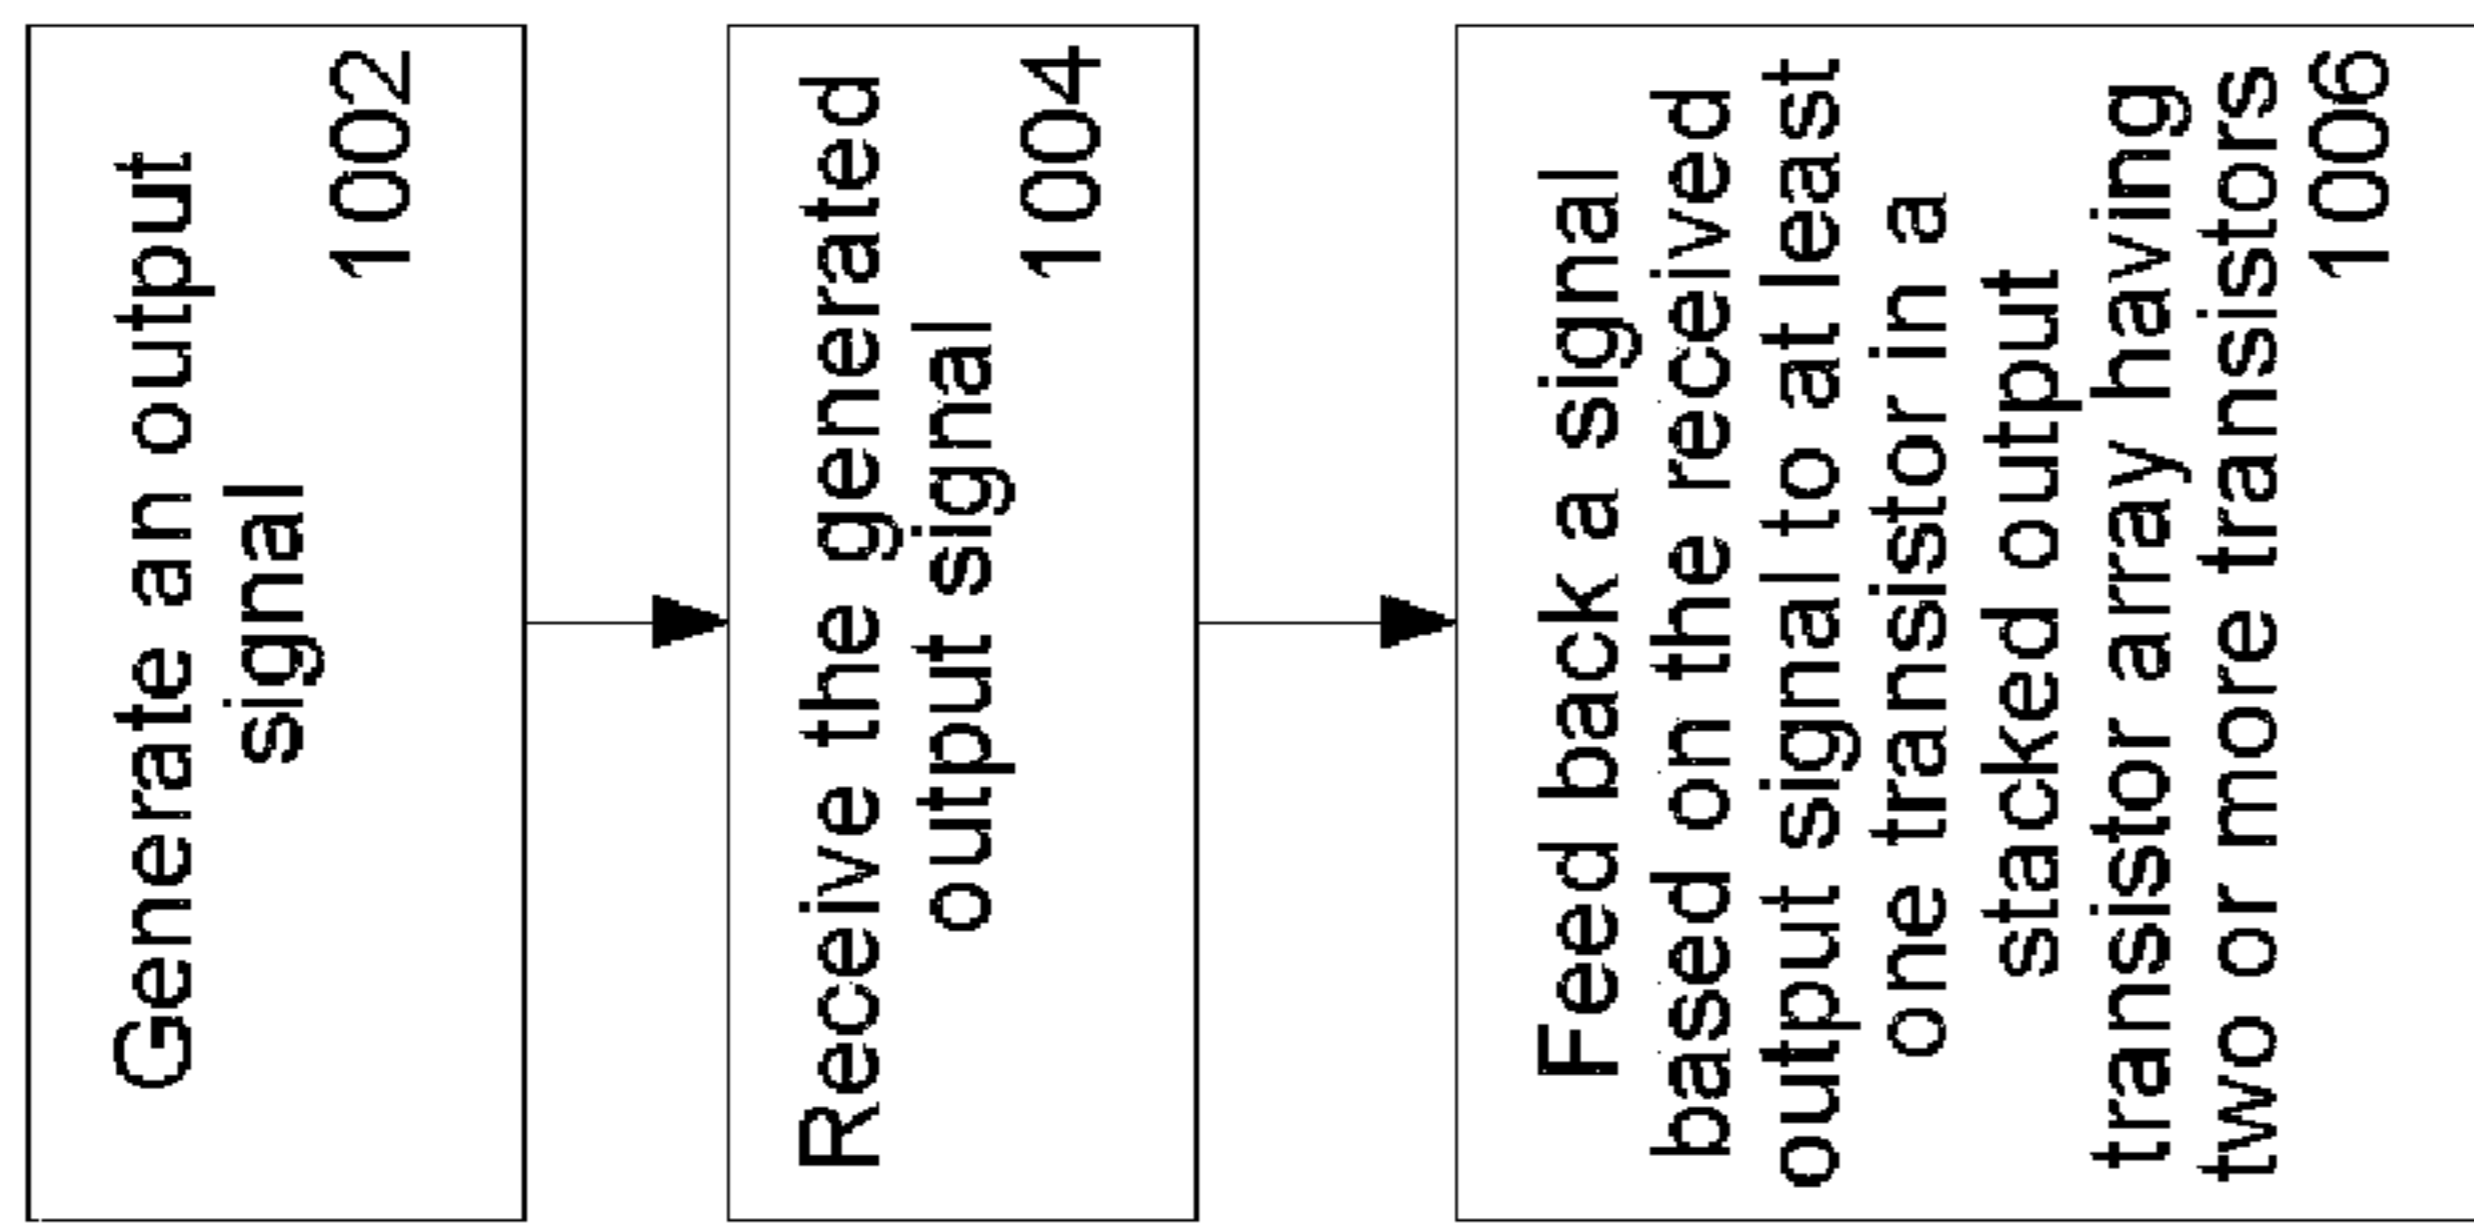 Generate an output
signal
1002
Receive the generated
output signal
1004
Feed back a signal
based on the received
output signal to at least
one transistor in a
stacked output
transistor array having
two or more transistors
1006